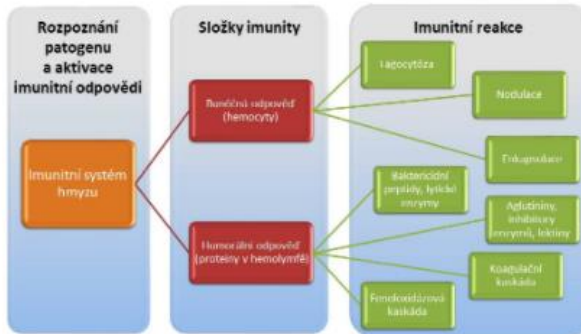 Rozpoznání
patogenu
a aktivace
imunitní odpovědi
Imunitní systém
hmyzu
Složky imunity
Buněčná odpověď
(hemocyty)
Humorální odpověď
(proteiny v hemolymfě)
Imunitní reakce
Fagocytóza
Nodulace
Enkapsulace
Baktericidní
peptidy, lytické
enzymy
Aglutininy,
inhibitory
enzymů, lektiny
Koagulační
kaskáda
Fenoloxidázová
kaskáda